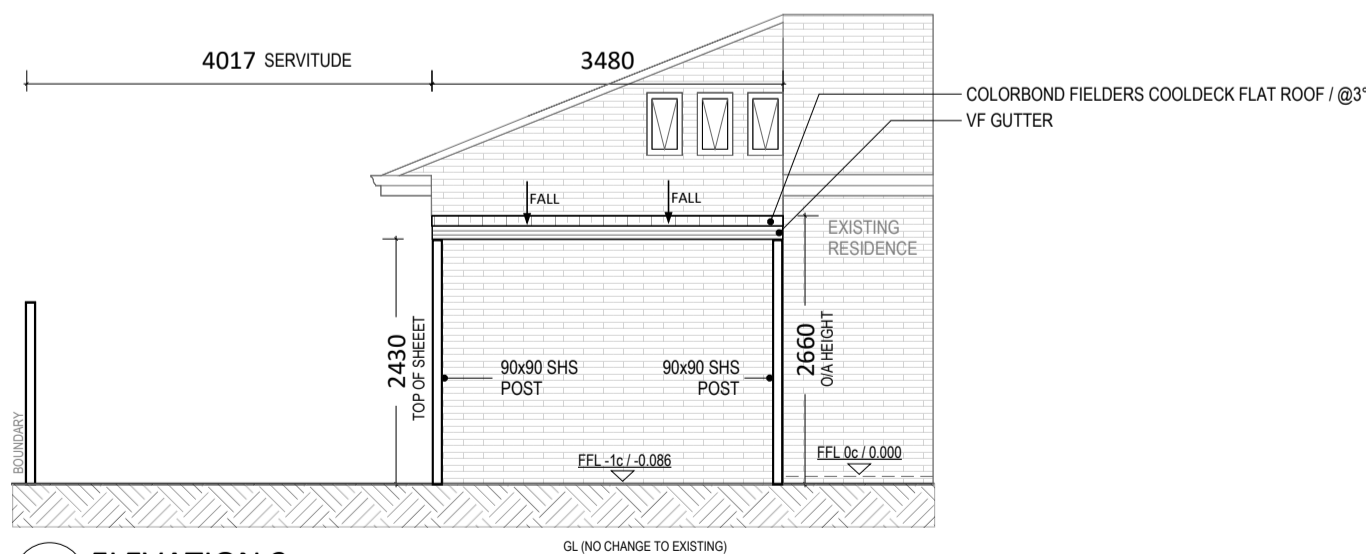 4017 SERVITUDE
3480
COLORBOND FIELDERS COOLDECK FLAT ROOF / @3°
VF GUTTER
FALL
FALL
EXISTING
RESIDENCE
2430
TOP OF SHEEET
90x90 SHS
POST
90x90 SHS
POST
2660
O/A HEIGHT
BOUNDARY
FFL -1c / -0.086
FFL 0c / 0.000
GL (NO CHANGE TO EXISTING)